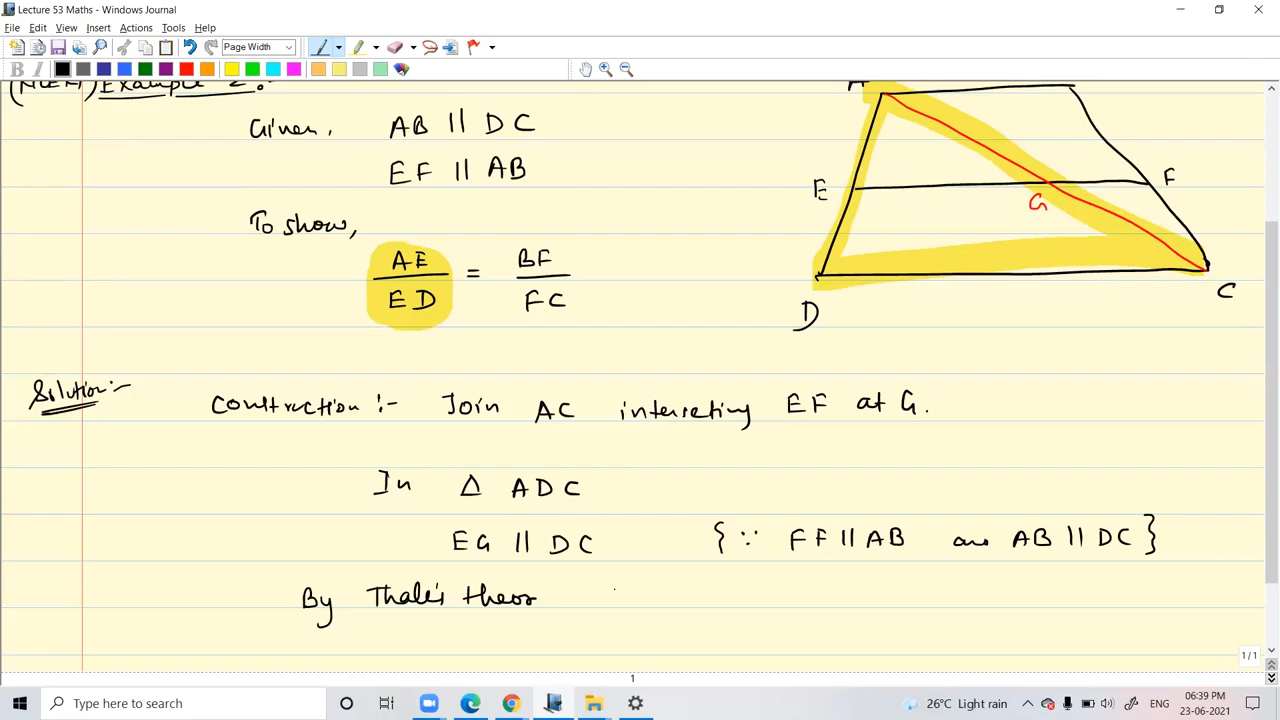 Lecture 53 Maths - Windows Journal
File Edit View Insert Actions Tools Help
Page Width
B I
(NCERT) Example 2:-
A
Given, AB || DC
EF || AB
E F
G
To show,
AE / ED = BF / FC
D C
Solution:-
Construction :- Join AC intersecting EF at G.
In Δ ADC
EG || DC { ∵ FF || AB and AB || DC }
By Thale's theor
1/1
1
Type here to search
26°C Light rain
ENG
06:39 PM
23-06-2021